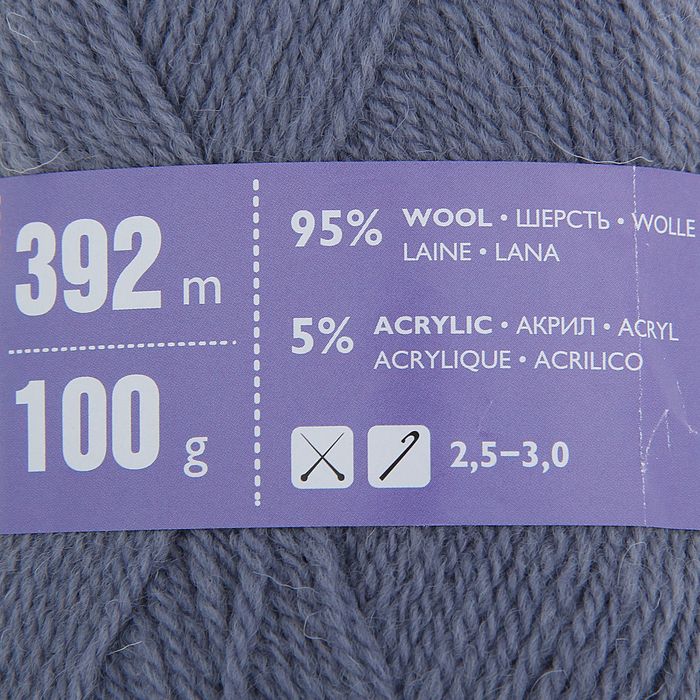 392 m
100 g
95% WOOL • ШЕРСТЬ • WOLLE
LAINE • LANA
5% ACRYLIC • АКРИЛ • ACRYL
ACRYLIQUE • ACRILICO
2,5–3,0